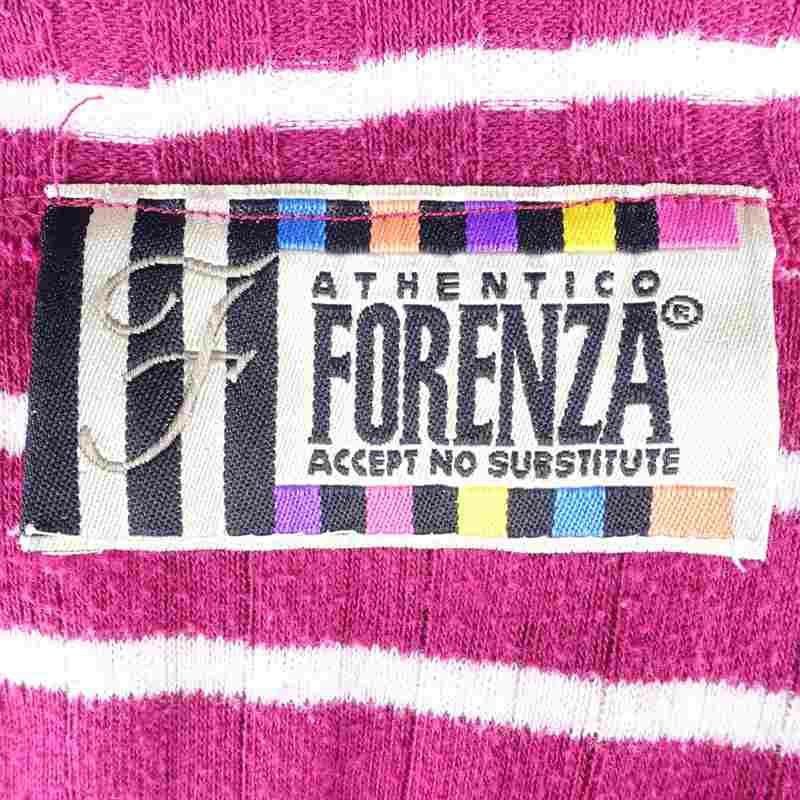 F
ATHENTICO
FORENZA®
ACCEPT NO SUBSTITUTE